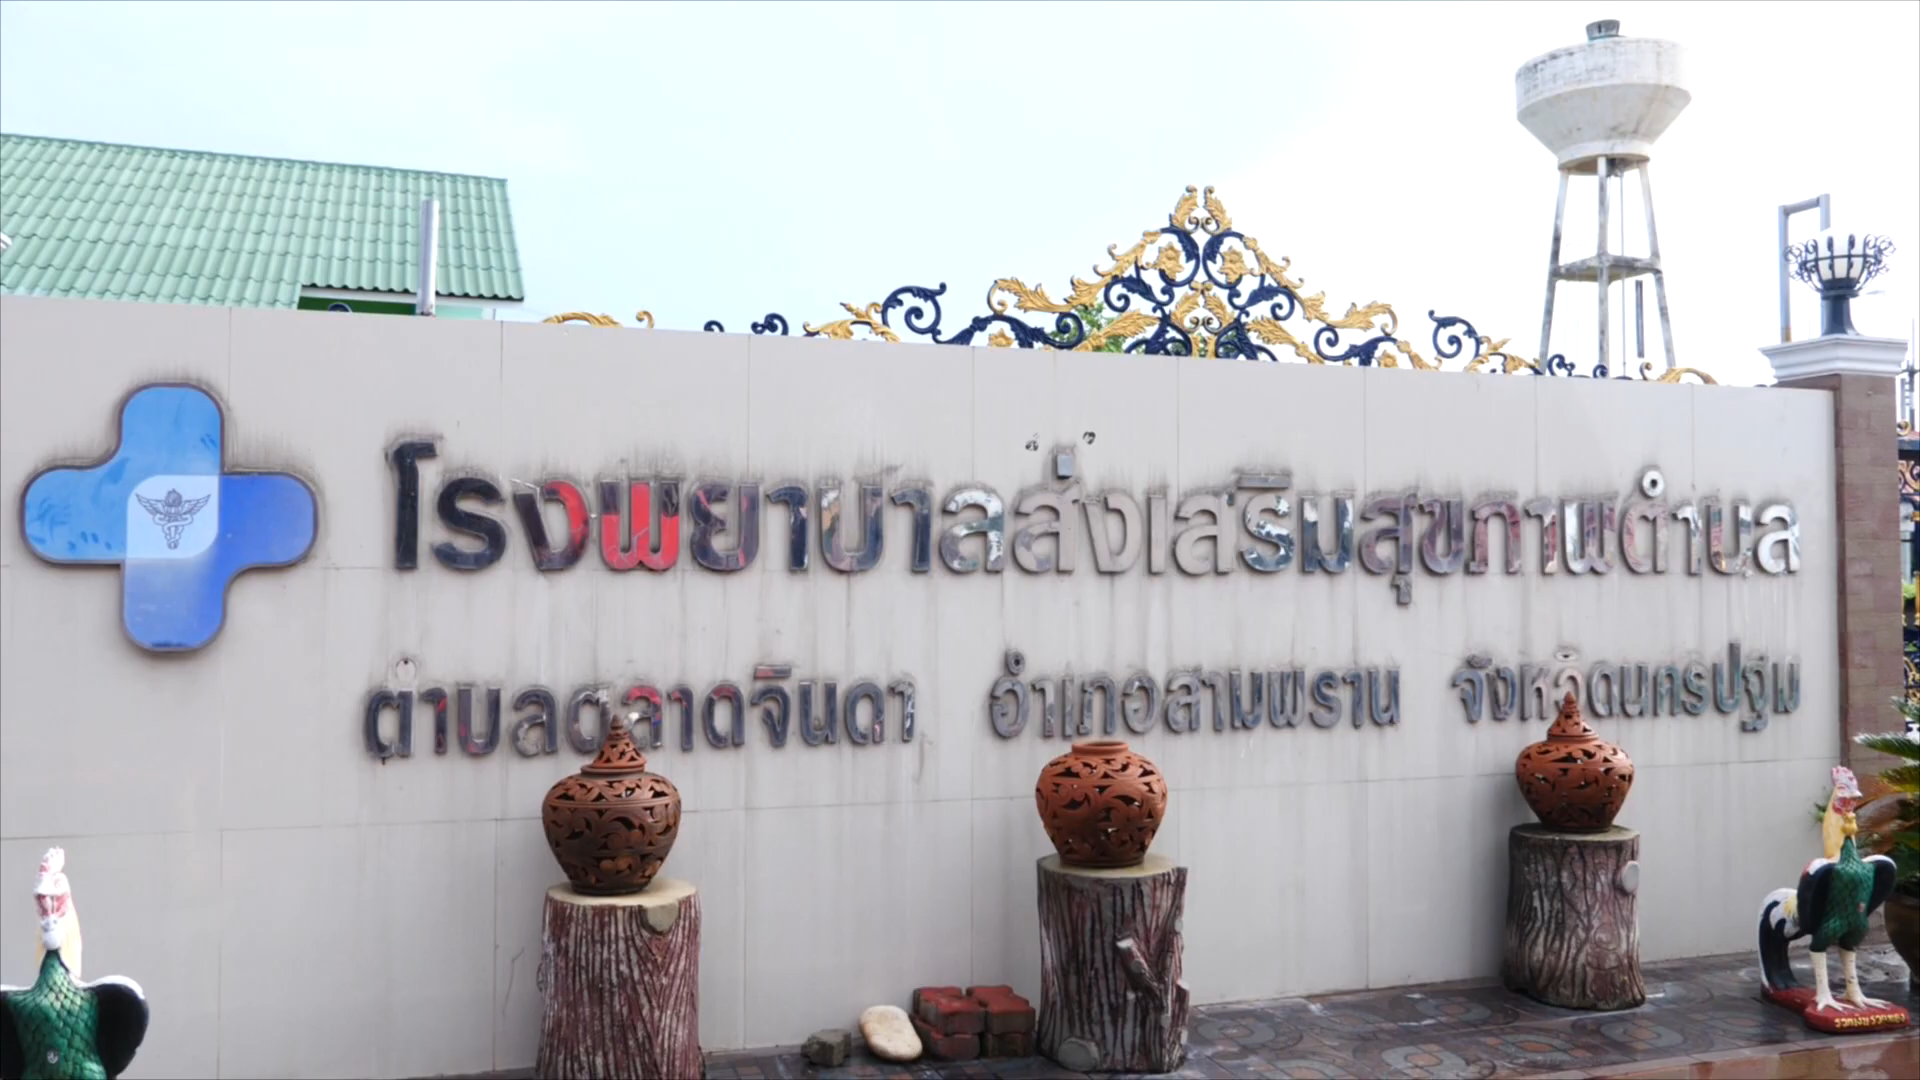 โรงพยาบาลส่งเสริมสุขภาพตำบล
ตำบลตลาดจินดา อำเภอสามพราน จังหวัดนครปฐม